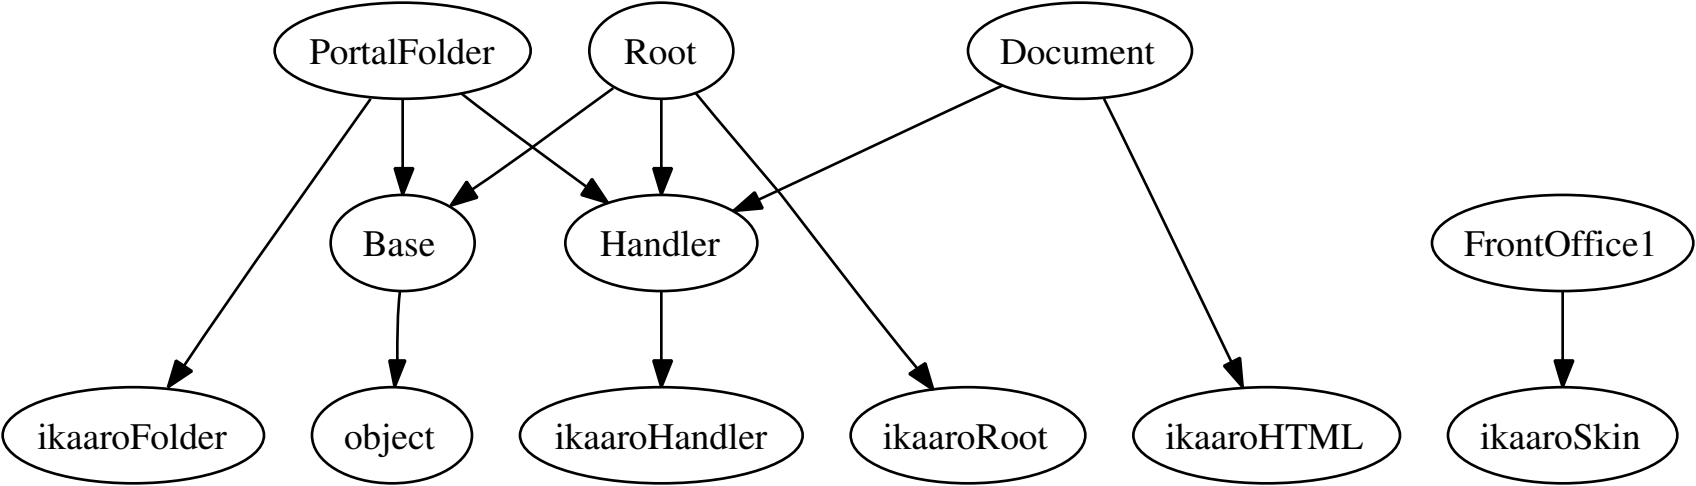 PortalFolder
Root
Document
Base
Handler
FrontOffice1
ikaaroFolder
object
ikaaroHandler
ikaaroRoot
ikaaroHTML
ikaaroSkin